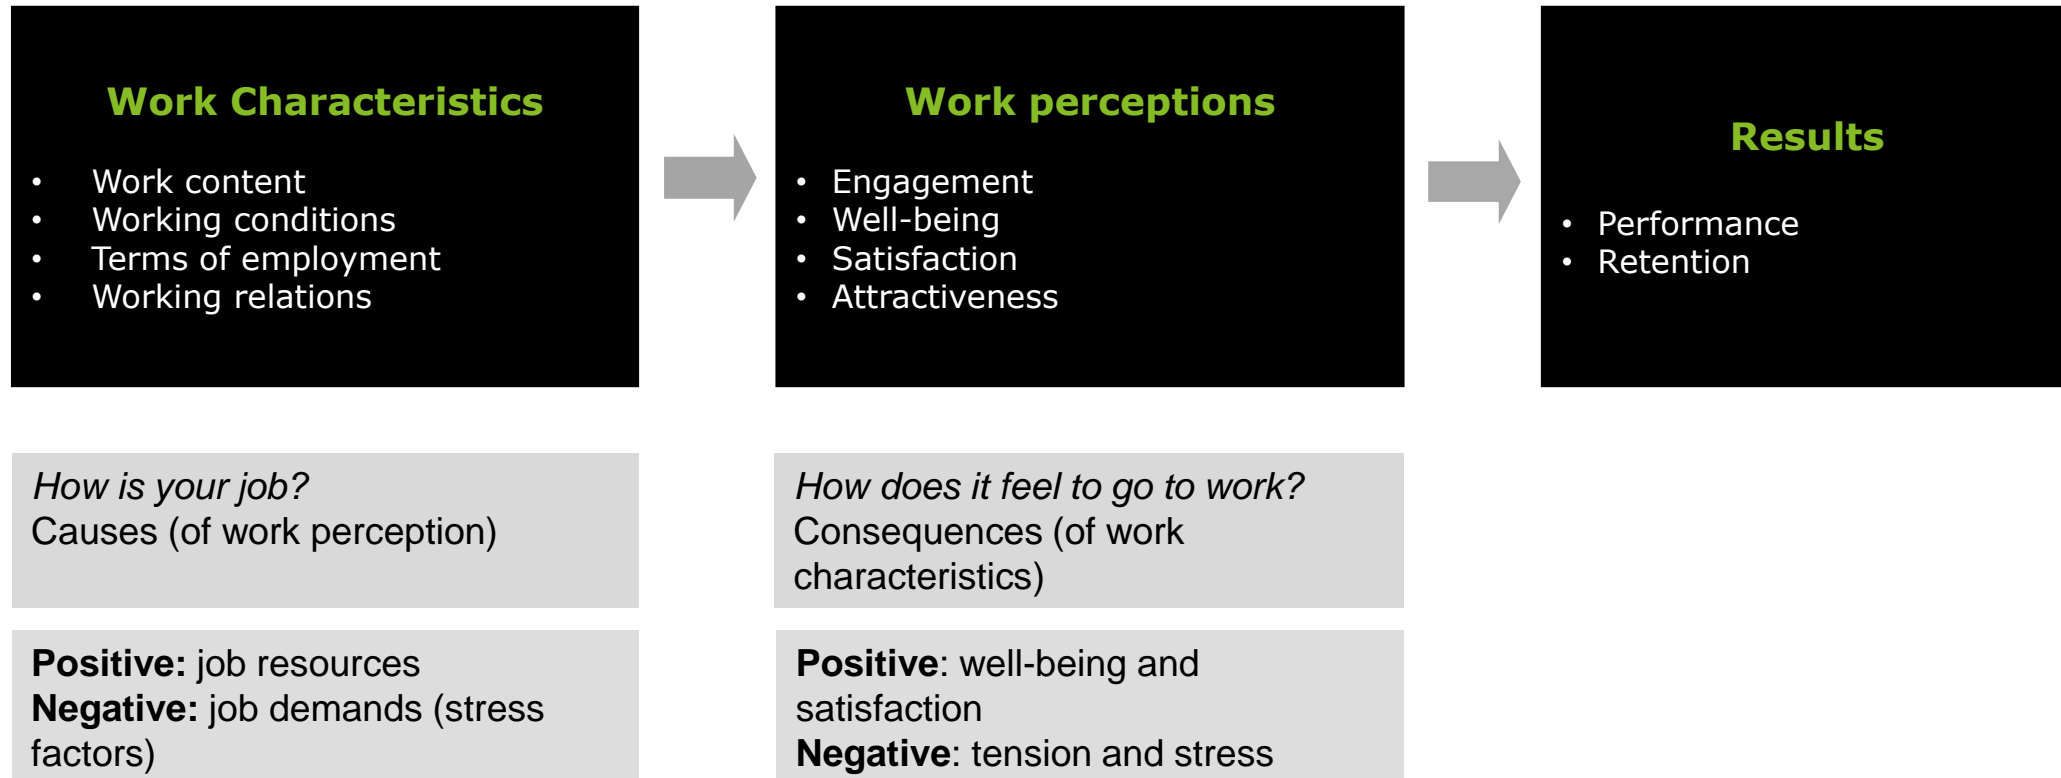 Work Characteristics
• Work content
• Working conditions
• Terms of employment
• Working relations
Work perceptions
• Engagement
• Well-being
• Satisfaction
• Attractiveness
Results
• Performance
• Retention
How is your job?
Causes (of work perception)
How does it feel to go to work?
Consequences (of work
characteristics)
Positive: job resources
Negative: job demands (stress
factors)
Positive: well-being and
satisfaction
Negative: tension and stress